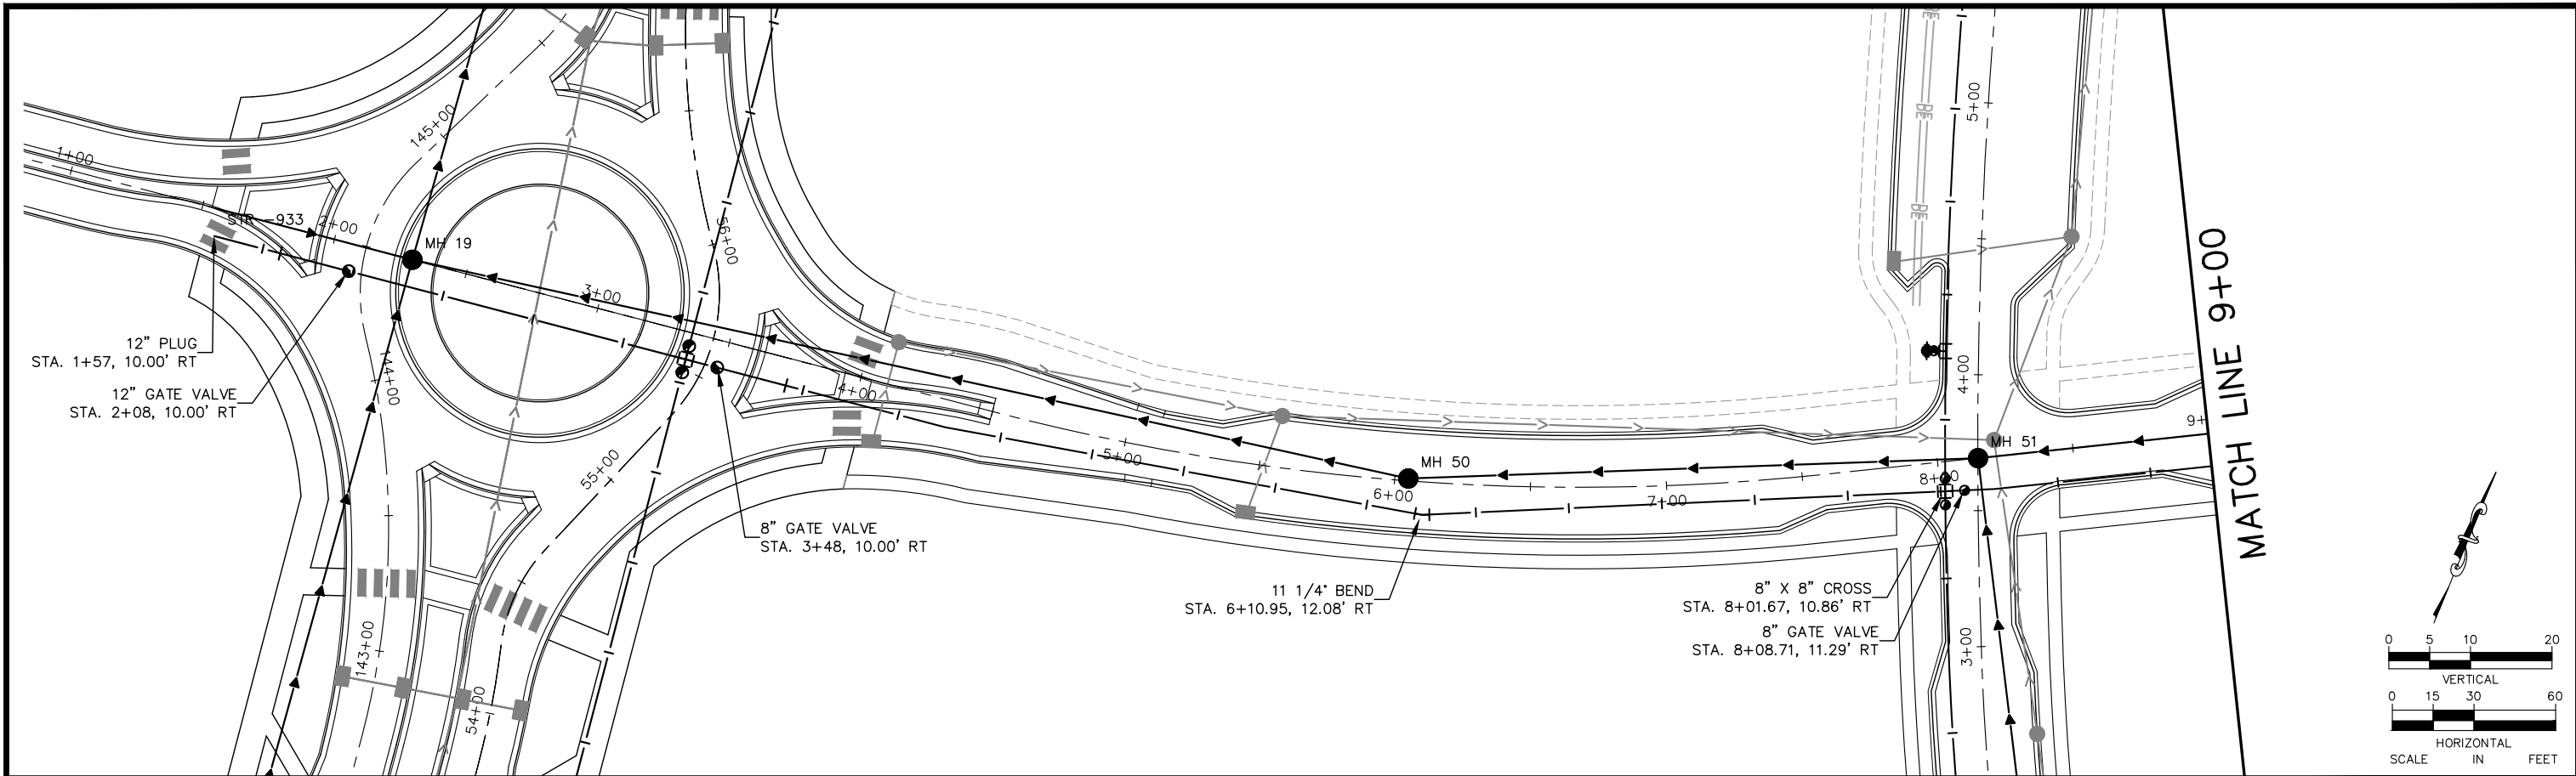 1+00
145+00
STR -933
2+00
MH 19
56+00
3+00
12" PLUG
STA. 1+57, 10.00' RT
12" GATE VALVE
STA. 2+08, 10.00' RT
144+00
4+00
5+00
55+00
8" GATE VALVE
STA. 3+48, 10.00' RT
MH 50
6+00
7+00
11 1/4° BEND
STA. 6+10.95, 12.08' RT
143+00
54+00
BE
BE
BE
5+00
4+00
MH 51
9+
8+00
8" X 8" CROSS
STA. 8+01.67, 10.86' RT
8" GATE VALVE
STA. 8+08.71, 11.29' RT
3+00
MATCH LINE 9+00
0 5 10 20
VERTICAL
0 15 30 60
HORIZONTAL
SCALE IN FEET